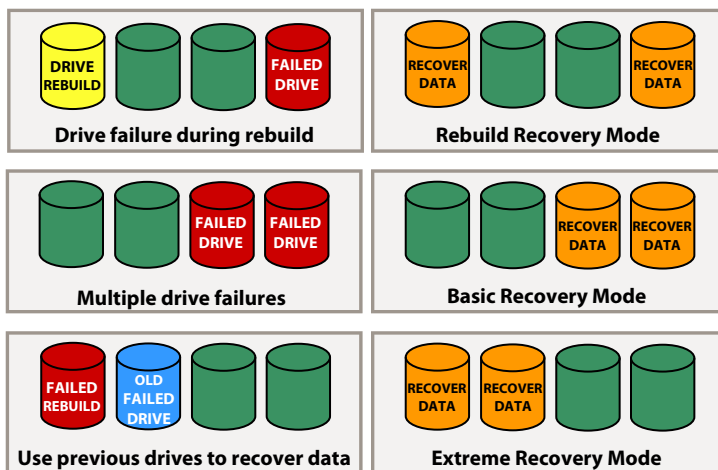 DRIVE
REBUILD
FAILED
DRIVE
Drive failure during rebuild
RECOVER
DATA
RECOVER
DATA
Rebuild Recovery Mode
FAILED
DRIVE
FAILED
DRIVE
Multiple drive failures
RECOVER
DATA
RECOVER
DATA
Basic Recovery Mode
FAILED
REBUILD
OLD
FAILED
DRIVE
Use previous drives to recover data
RECOVER
DATA
RECOVER
DATA
Extreme Recovery Mode